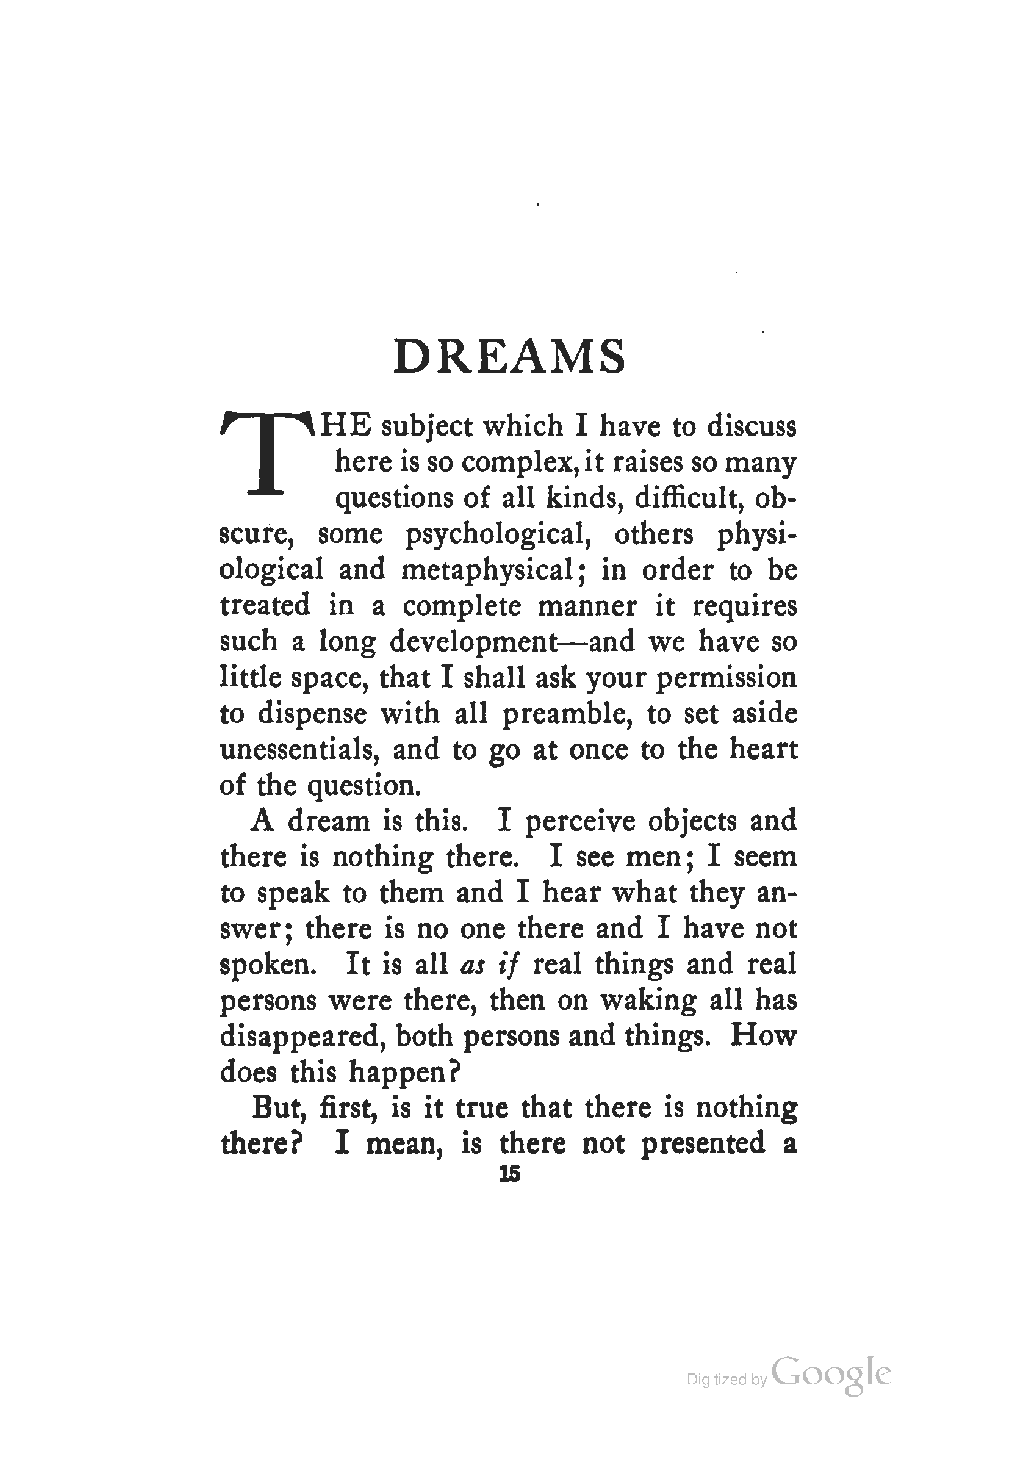 DREAMS
THE subject which I have to discuss
here is so complex, it raises so many
questions of all kinds, difficult, ob-
scure, some psychological, others physi-
ological and metaphysical; in order to be
treated in a complete manner it requires
such a long development—and we have so
little space, that I shall ask your permission
to dispense with all preamble, to set aside
unessentials, and to go at once to the heart
of the question.
A dream is this. I perceive objects and
there is nothing there. I see men; I seem
to speak to them and I hear what they an-
swer; there is no one there and I have not
spoken. It is all as if real things and real
persons were there, then on waking all has
disappeared, both persons and things. How
does this happen?
But, first, is it true that there is nothing
there? I mean, is there not presented a
15
Digitized by Google